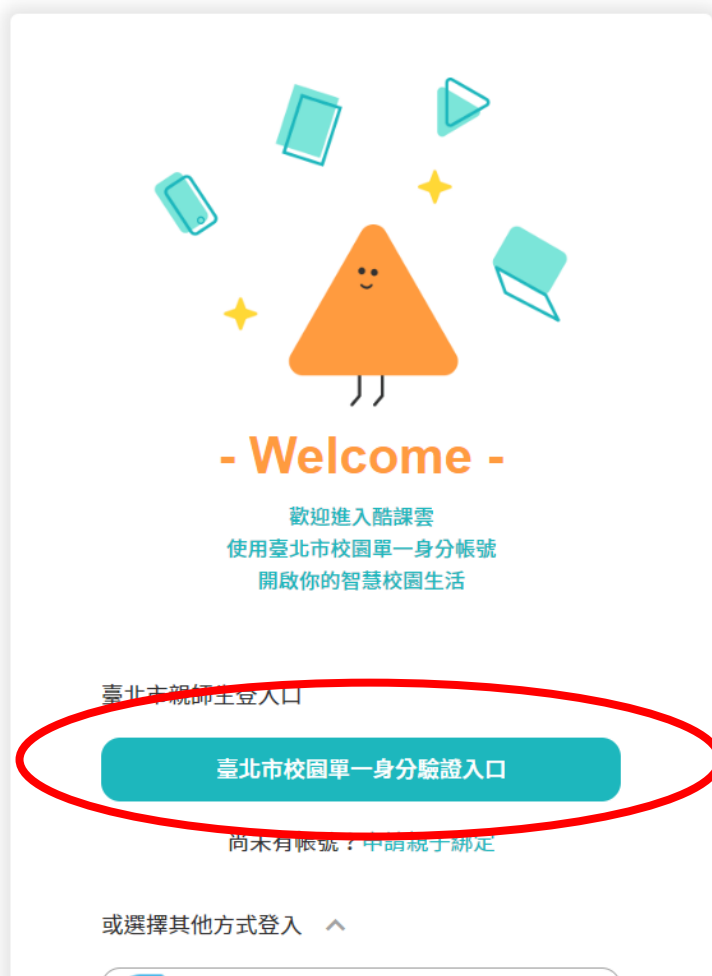 - Welcome -
歡迎進入酷課雲
使用臺北市校園單一身分帳號
開啟你的智慧校園生活
臺北市親師生登入口
臺北市校園單一身分驗證入口
尚未有帳號？申請親子綁定
或選擇其他方式登入